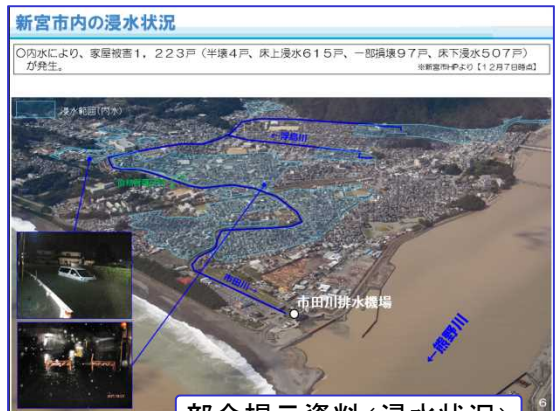 新宮市内の浸水状況
○内水により、家屋被害1，２２３戸（半壊４戸、床上浸水６１５戸、一部損壊９７戸、床下浸水５０７戸）
が発生。
※新宮市HPより【１２月７日時点】
浸水範囲（内水）
←浮島川
市田川→
市田川排水機場
←熊野川
部会提示資料（浸水状況）
6